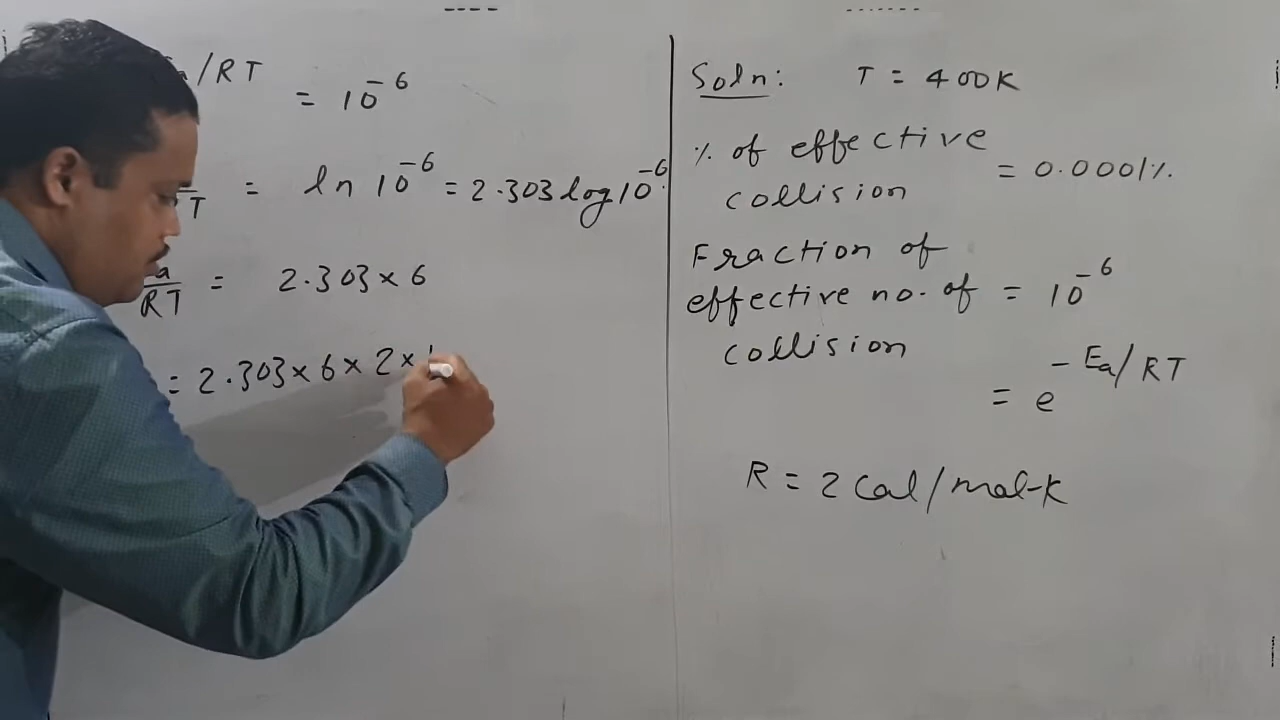 /RT
= 10⁻⁶
T = ln 10⁻⁶ = 2.303 log 10⁻⁶
a/RT = 2.303 × 6
= 2.303 × 6 × 2 ×
Soln: T = 400K
% of effective
collision = 0.0001%
Fraction of
effective no. of = 10⁻⁶
collision
= e^-Ea/RT
R = 2 Cal/mol-K